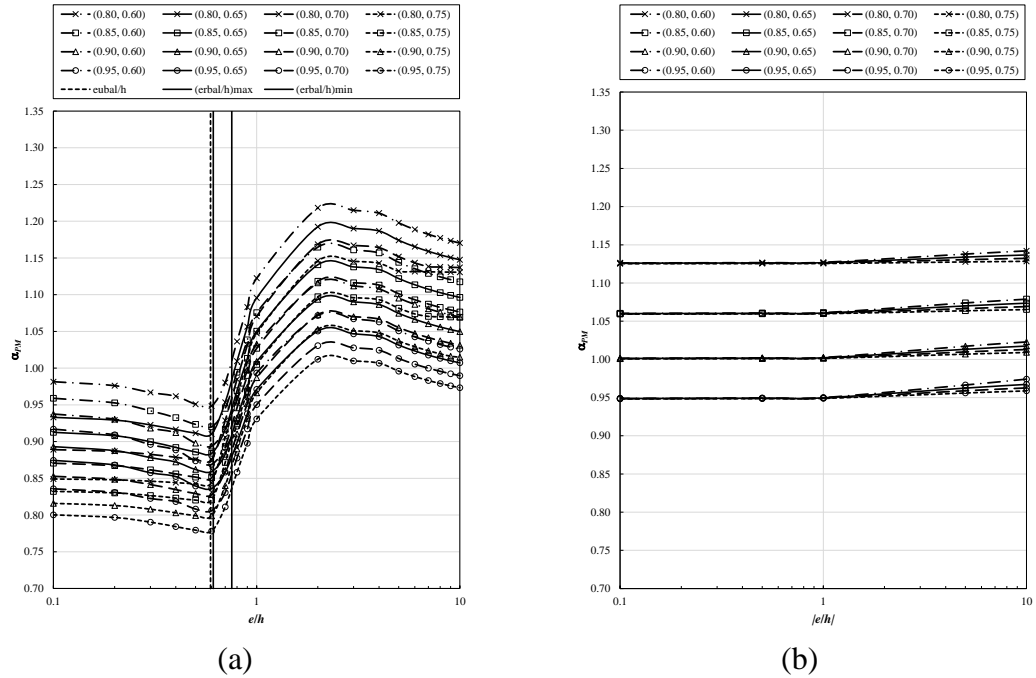 (0.80, 0.60) (0.80, 0.65) (0.80, 0.70) (0.80, 0.75)
(0.85, 0.60) (0.85, 0.65) (0.85, 0.70) (0.85, 0.75)
(0.90, 0.60) (0.90, 0.65) (0.90, 0.70) (0.90, 0.75)
(0.95, 0.60) (0.95, 0.65) (0.95, 0.70) (0.95, 0.75)
eubal/h (erbal/h)max (erbal/h)min
1.35
1.30
1.25
1.20
1.15
1.10
1.05
1.00
0.95
0.90
0.85
0.80
0.75
0.70
αPM
0.1 1 10
e/h
(a)
(0.80, 0.60) (0.80, 0.65) (0.80, 0.70) (0.80, 0.75)
(0.85, 0.60) (0.85, 0.65) (0.85, 0.70) (0.85, 0.75)
(0.90, 0.60) (0.90, 0.65) (0.90, 0.70) (0.90, 0.75)
(0.95, 0.60) (0.95, 0.65) (0.95, 0.70) (0.95, 0.75)
1.35
1.30
1.25
1.20
1.15
1.10
1.05
1.00
0.95
0.90
0.85
0.80
0.75
0.70
αPM
0.1 1 10
|e/h|
(b)